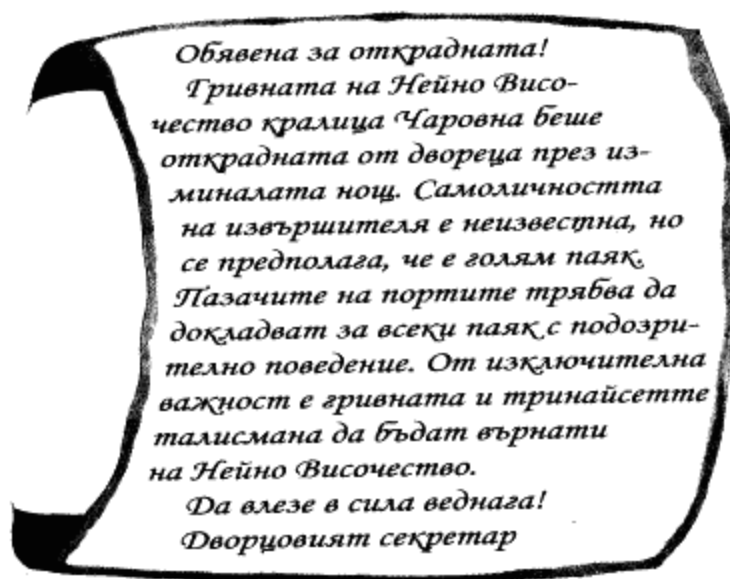 Обявена за открадната!
Гривната на Нейно Висо-
чество кралица Чаровна беше
открадната от двореца през из-
миналата нощ. Самоличността
на извършителя е неизвестна, но
се предполага, че е голям паяк.
Пазачите на портите трябва да
докладват за всеки паяк с подозри-
телно поведение. От изключителна
важност е гривната и тринайсетте
талисмана да бъдат върнати
на Нейно Височество.
Да влезе в сила веднага!
Дворцовият секретар